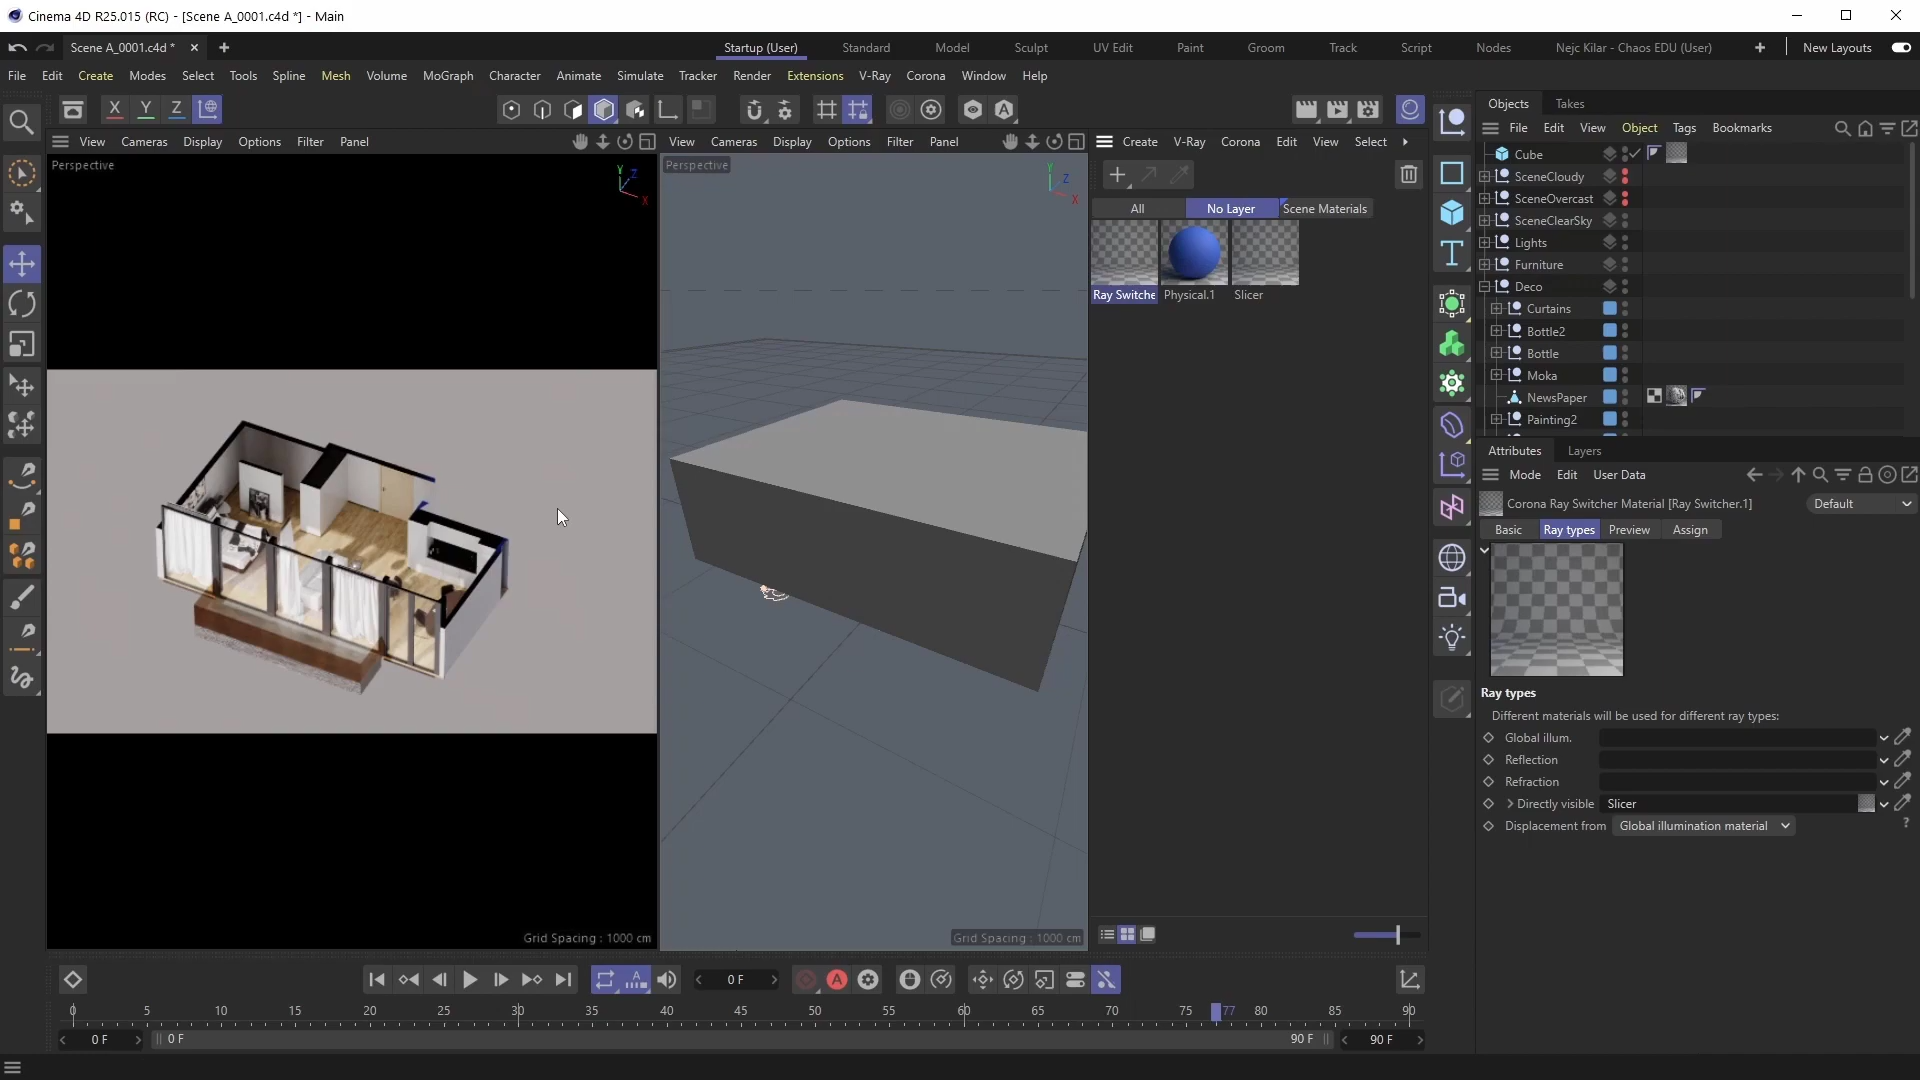 Cinema 4D R25.015 (RC) - [Scene A_0001.c4d *] - Main
Scene A_0001.c4d *
Startup (User)
Standard
Model
Sculpt
UV Edit
Paint
Groom
Track
Script
Nodes
Nejc Kilar - Chaos EDU (User)
New Layouts
File Edit Create Modes Select Tools Spline Mesh Volume MoGraph Character Animate Simulate Tracker Render Extensions V-Ray Corona Window Help
X Y Z
View Cameras Display Options Filter Panel
Perspective
Y Z X
Grid Spacing : 1000 cm
View Cameras Display Options Filter Panel
Perspective
Y Z X
Grid Spacing : 1000 cm
Create V-Ray Corona Edit View Select
All No Layer Scene Materials
Ray Switche Physical.1 Slicer
Objects Takes
File Edit View Object Tags Bookmarks
Cube
SceneCloudy
SceneOvercast
SceneClearSky
Lights
Furniture
Deco
Curtains
Bottle2
Bottle
Moka
NewsPaper
Painting2
Attributes Layers
Mode Edit User Data
Corona Ray Switcher Material [Ray Switcher.1]
Default
Basic Ray types Preview Assign
Ray types
Different materials will be used for different ray types:
Global illum.
Reflection
Refraction
Directly visible Slicer
Displacement from Global illumination material
?
0 F
0 5 10 15 20 25 30 35 40 45 50 55 60 65 70 75 77 80 85 90
0 F
0 F
90 F
90 F